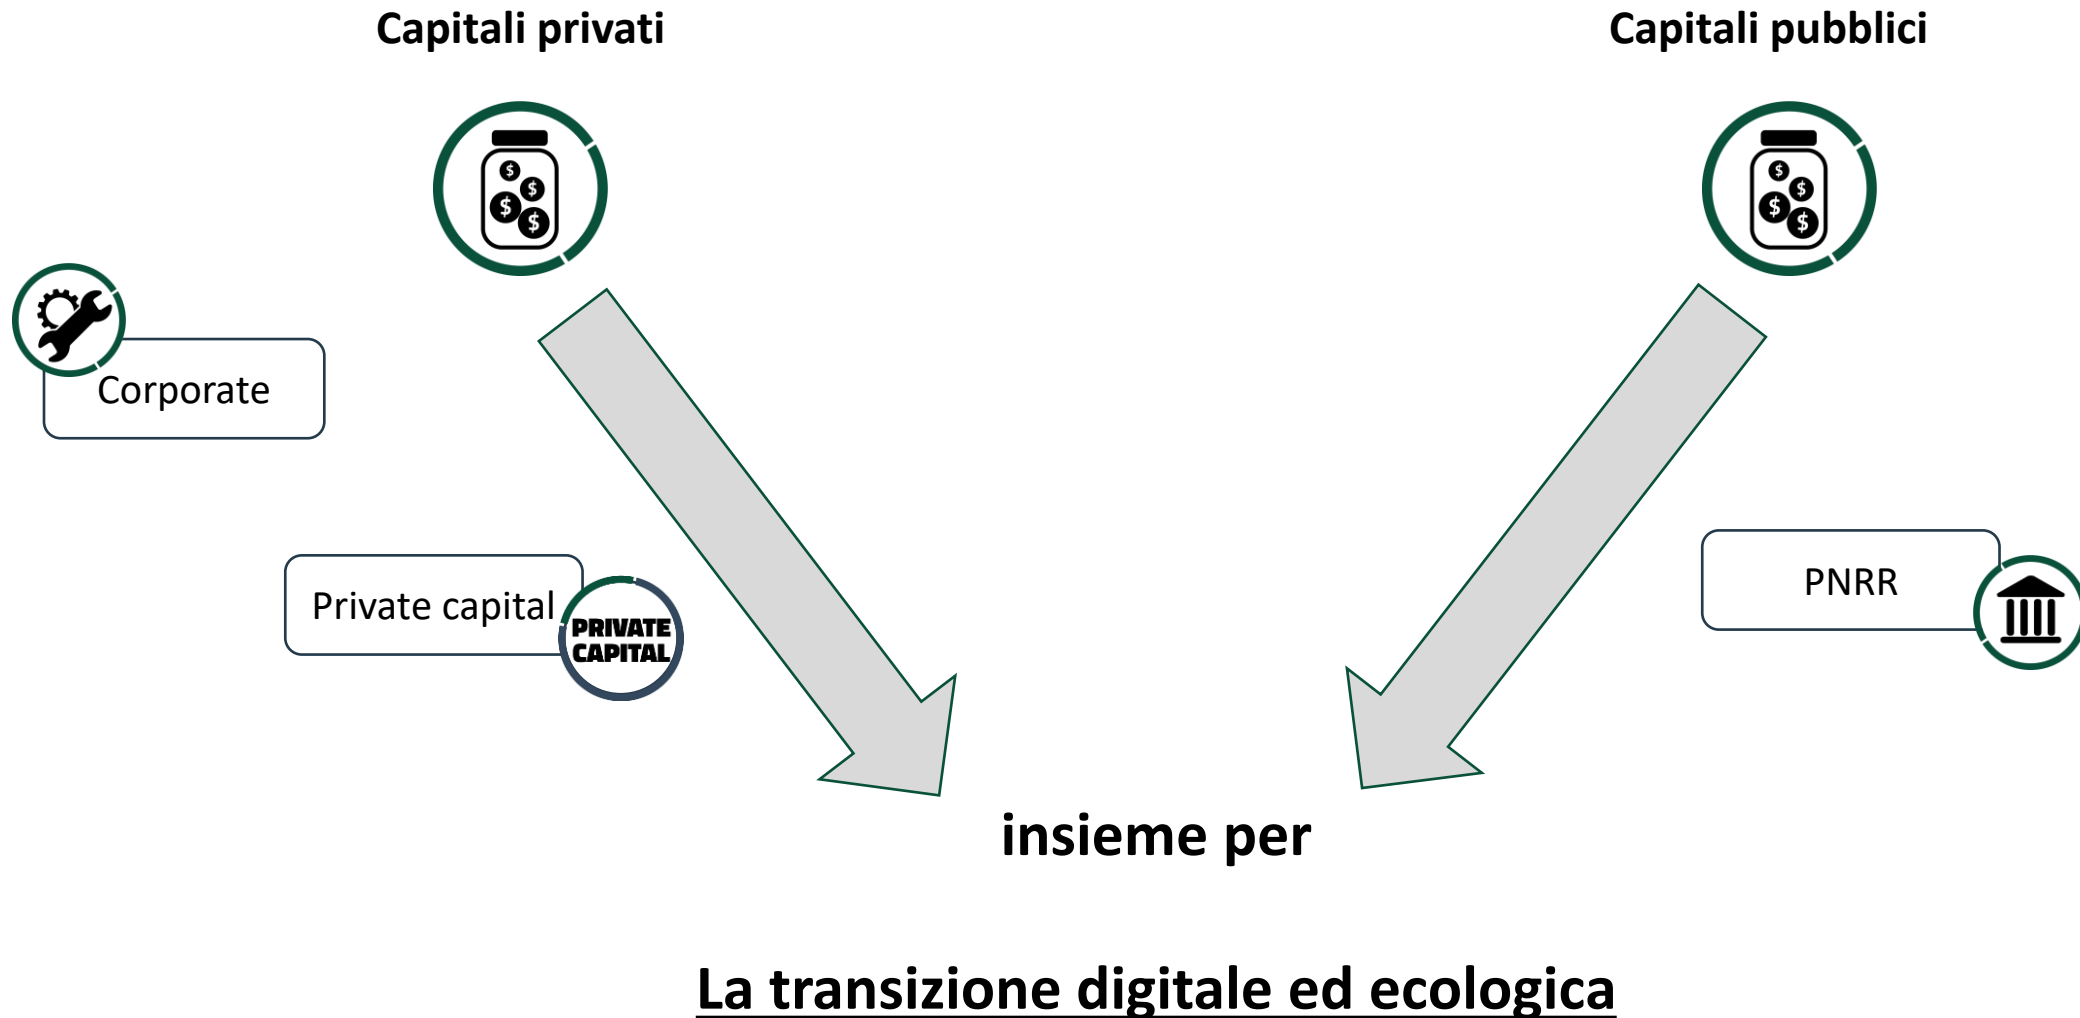 Capitali privati
Capitali pubblici
$
$
$
$
$
$
$
$
Corporate
Private capital
PRIVATE
CAPITAL
PNRR
insieme per
La transizione digitale ed ecologica